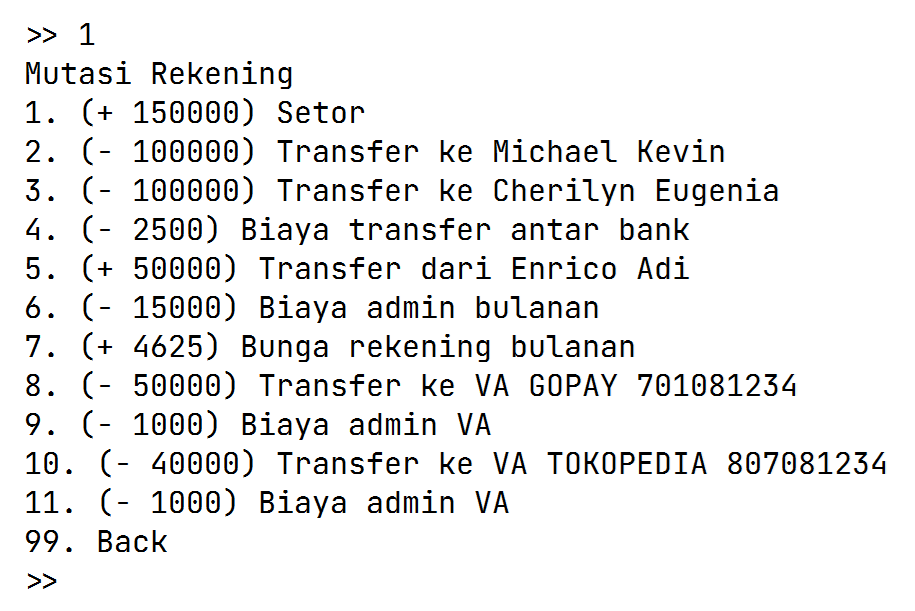 >> 1
Mutasi Rekening
1. (+ 150000) Setor
2. (- 100000) Transfer ke Michael Kevin
3. (- 100000) Transfer ke Cherilyn Eugenia
4. (- 2500) Biaya transfer antar bank
5. (+ 50000) Transfer dari Enrico Adi
6. (- 15000) Biaya admin bulanan
7. (+ 4625) Bunga rekening bulanan
8. (- 50000) Transfer ke VA GOPAY 701081234
9. (- 1000) Biaya admin VA
10. (- 40000) Transfer ke VA TOKOPEDIA 807081234
11. (- 1000) Biaya admin VA
99. Back
>>